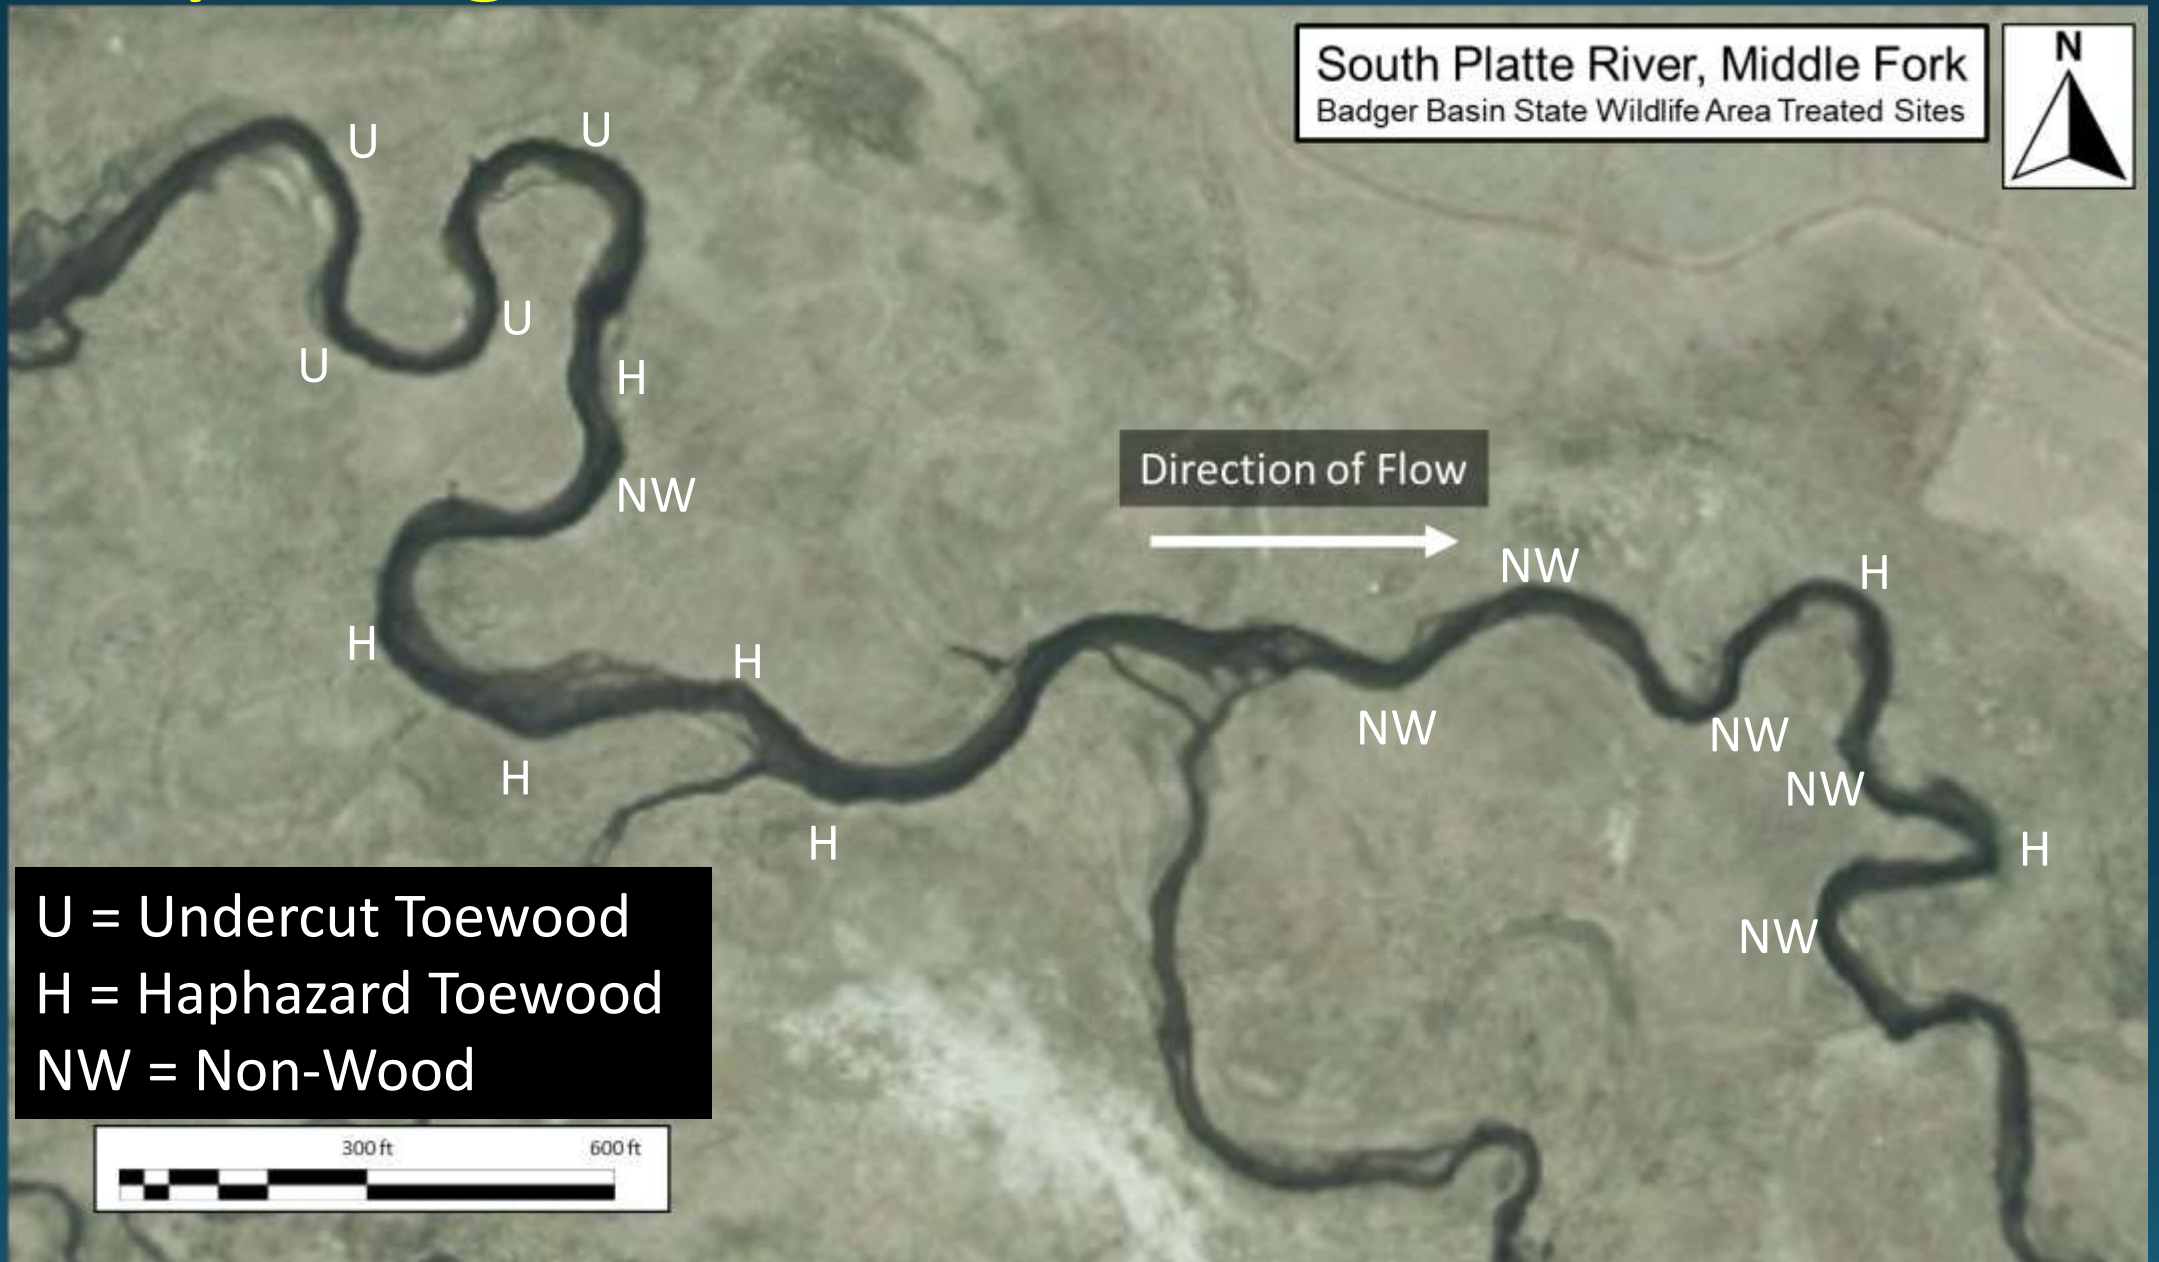 South Platte River, Middle Fork
Badger Basin State Wildlife Area Treated Sites
N
U
U
U
U
H
NW
Direction of Flow
NW
H
H
H
NW
NW
NW
H
H
H
NW
U = Undercut Toewood
H = Haphazard Toewood
NW = Non-Wood
300 ft
600 ft